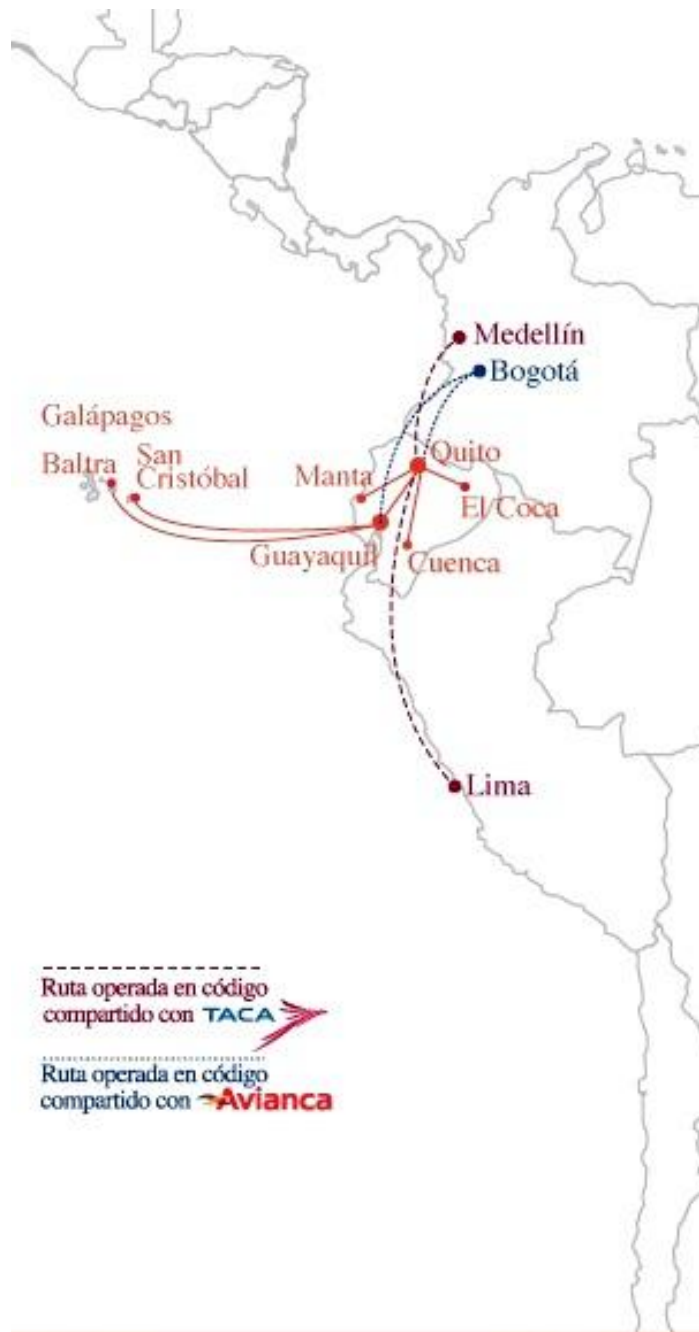 Medellín
Bogotá
Galápagos
Baltra
San
Cristóbal
Manta
Quito
El Coca
Guayaquil
Cuenca
Lima
Ruta operada en código
compartido con TACA
Ruta operada en código
compartido con Avianca